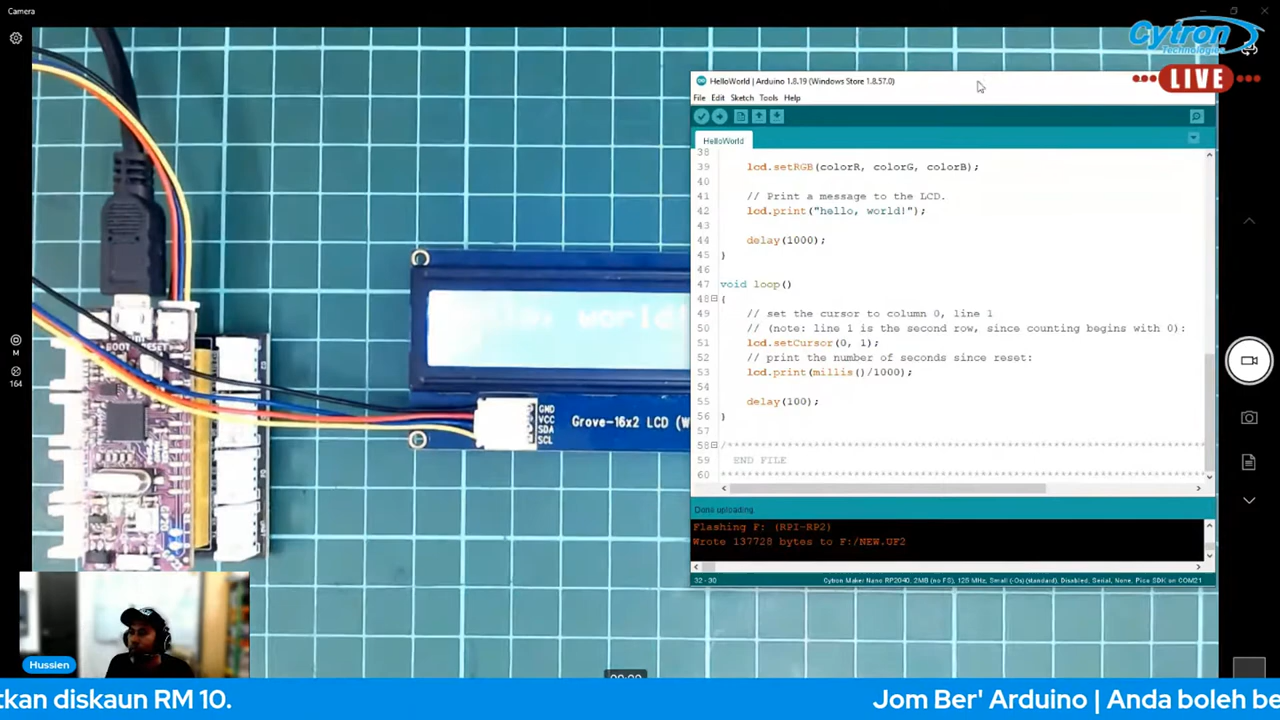 Camera
Cytron
Technologies
LIVE
HelloWorld | Arduino 1.8.19 (Windows Store 1.8.57.0)
File Edit Sketch Tools Help
HelloWorld
38
39 lcd.setRGB(colorR, colorG, colorB);
40
41 // Print a message to the LCD.
42 lcd.print("hello, world!");
43
44 delay(1000);
45 }
46
47 void loop()
48 {
49 // set the cursor to column 0, line 1
50 // (note: line 1 is the second row, since counting begins with 0):
51 lcd.setCursor(0, 1);
52 // print the number of seconds since reset:
53 lcd.print(millis()/1000);
54
55 delay(100);
56 }
57
58 /************************************
59 END FILE
60 ************************************
Done uploading.
Flashing F: (RPI-RP2)
Wrote 137728 bytes to F:/NEW.UF2
32 - 30 Cytron Maker Nano RP2040, 2MB (no FS), 125 MHz, Small (-Os) (standard), Disabled, Serial, None, Pico SDK on COM21
M
164
world!
GND
VCC
SDA
SCL
Grove-16x2 LCD (W
BOOT RESET
Hussien
tkan diskaun RM 10. Jom Ber' Arduino | Anda boleh be